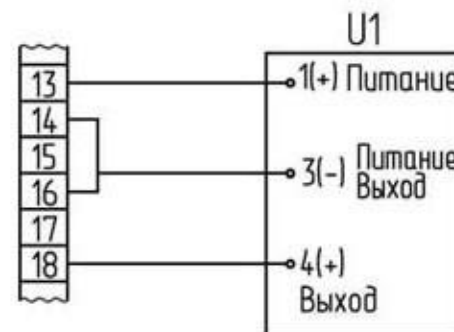 U1
13
14
15
16
17
18
1(+) Питание
3(-) Питание
Выход
4(+)
Выход